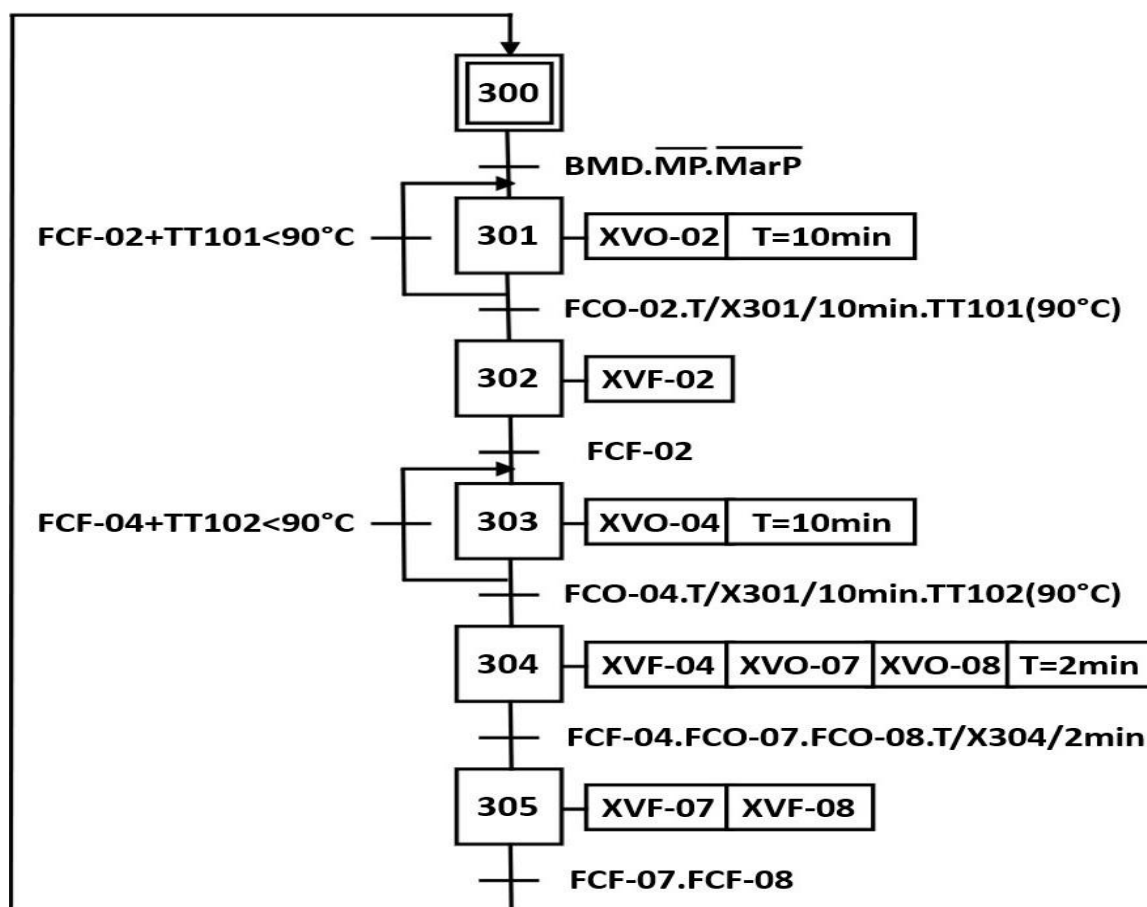 300
BMD.M̅P̅.M̅a̅r̅P̅
FCF-02+TT101<90°C
301
XVO-02
T=10min
FCO-02.T/X301/10min.TT101(90°C)
302
XVF-02
FCF-02
FCF-04+TT102<90°C
303
XVO-04
T=10min
FCO-04.T/X301/10min.TT102(90°C)
304
XVF-04
XVO-07
XVO-08
T=2min
FCF-04.FCO-07.FCO-08.T/X304/2min
305
XVF-07
XVF-08
FCF-07.FCF-08